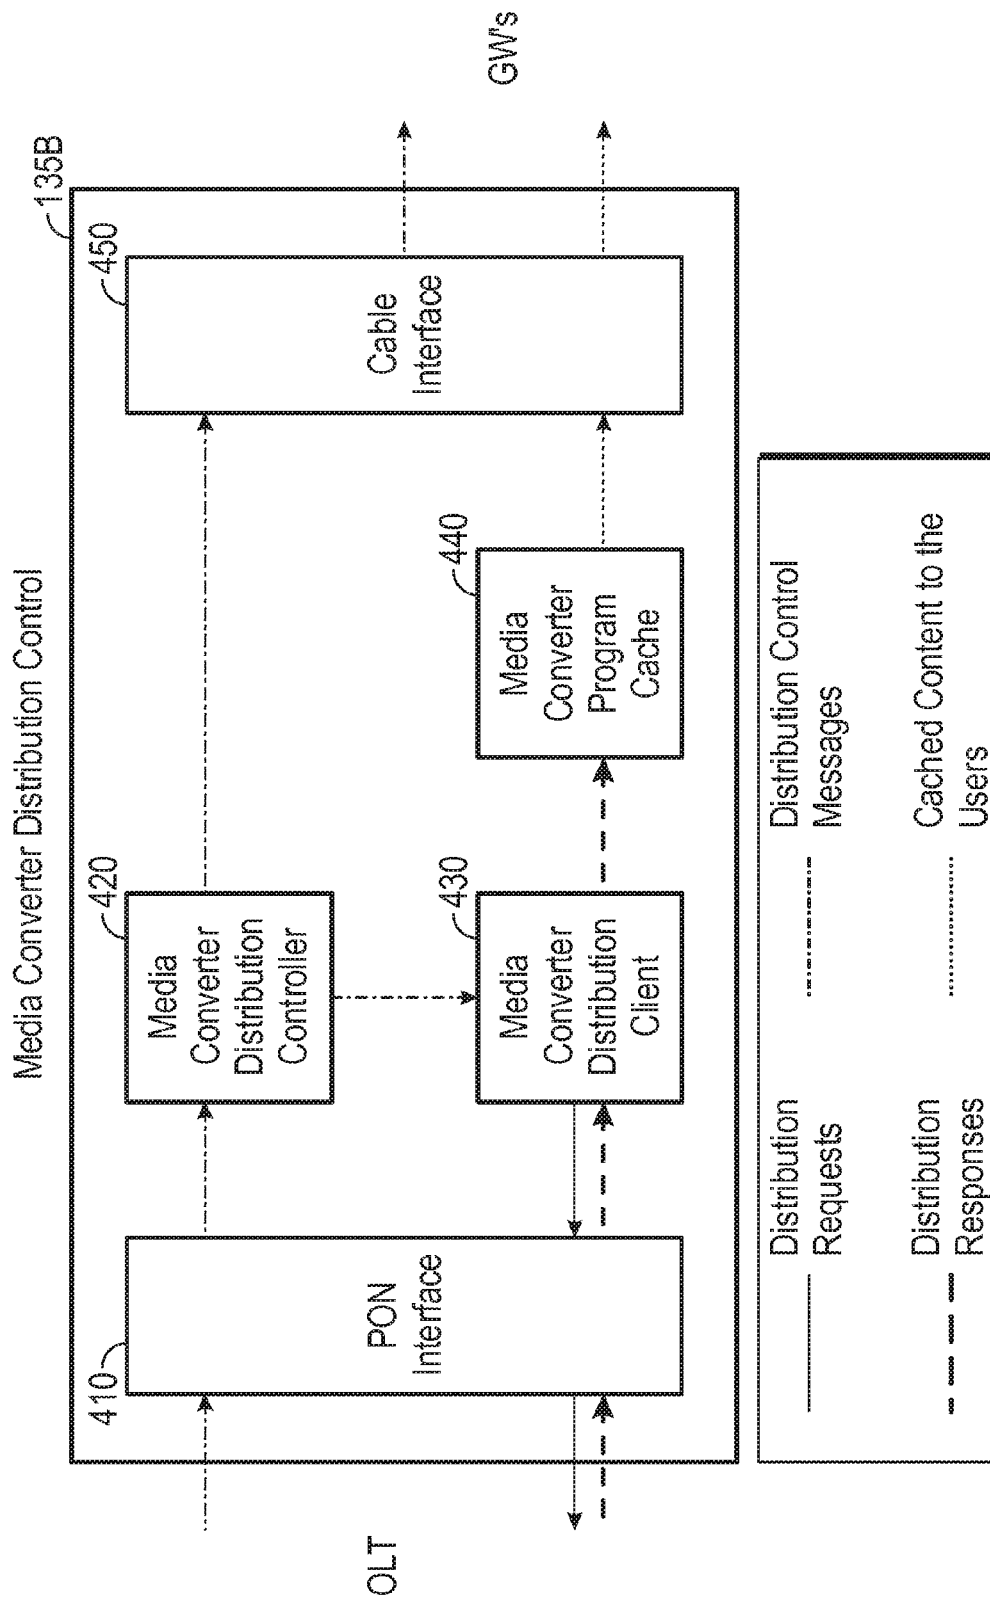 Media Converter Distribution Control
135B
OLT
410
PON
Interface
420
Media
Converter
Distribution
Controller
430
Media
Converter
Distribution
Client
440
Media
Converter
Program
Cache
450
Cable
Interface
GW's
Distribution
Requests
Distribution Control
Messages
Distribution
Responses
Cached Content to the
Users